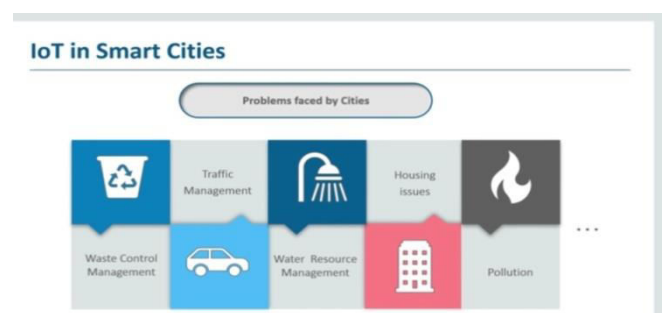 IoT in Smart Cities
Problems faced by Cities
Traffic
Management
Housing
issues
Waste Control
Management
Water Resource
Management
Pollution
...